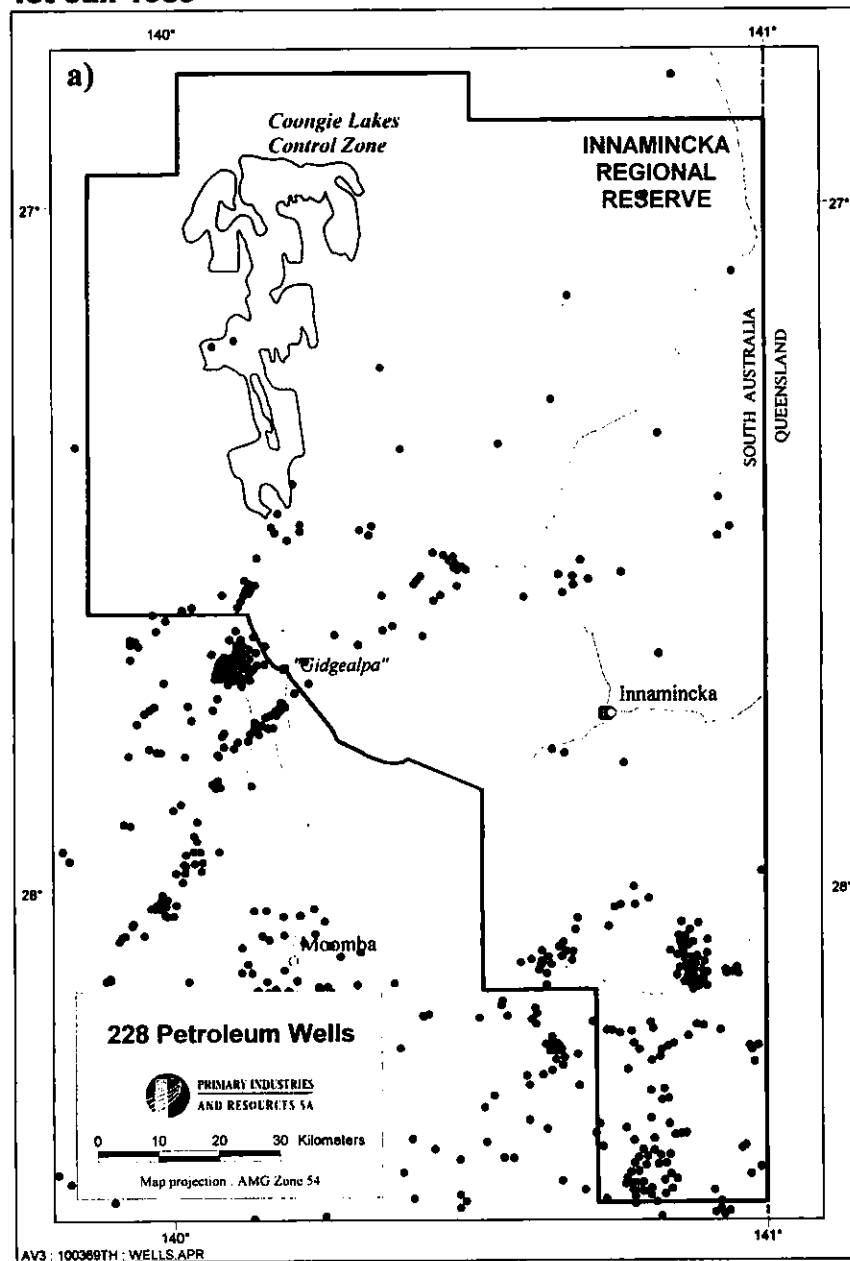 140°
141°
a)
Coongie Lakes
Control Zone
INNAMINCKA
REGIONAL
RESERVE
27°
27°
SOUTH AUSTRALIA
QUEENSLAND
"Gidgealpa"
Innamincka
28°
28°
Moomba
228 Petroleum Wells
PRIMARY INDUSTRIES
AND RESOURCES SA
0 10 20 30 Kilometers
Map projection : AMG Zone 54
140°
141°
AV3 : 100369TH : WELLS.APR